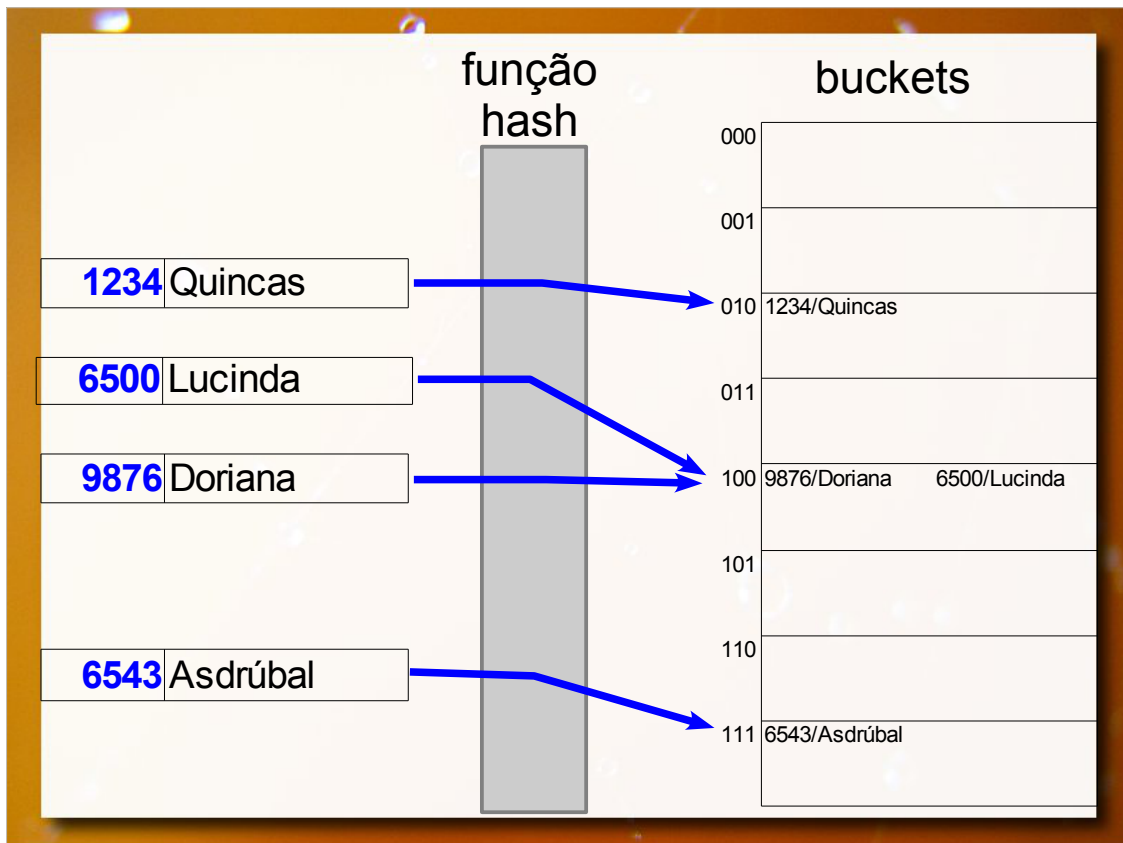 função
hash
buckets
000
001
1234 Quincas
010 1234/Quincas
6500 Lucinda
011
9876 Doriana
100 9876/Doriana 6500/Lucinda
101
110
6543 Asdrúbal
111 6543/Asdrúbal